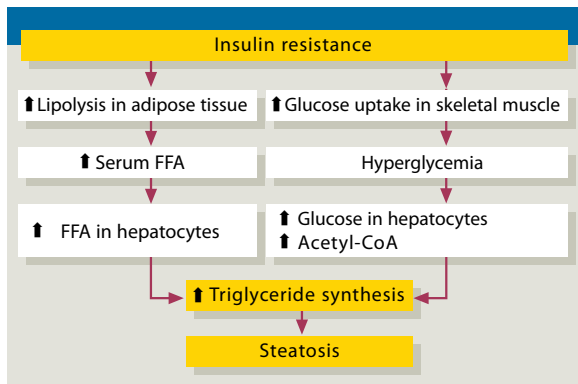 Insulin resistance
⬆Lipolysis in adipose tissue
⬆Glucose uptake in skeletal muscle
⬆ Serum FFA
Hyperglycemia
⬆ FFA in hepatocytes
⬆ Glucose in hepatocytes
⬆ Acetyl-CoA
⬆ Triglyceride synthesis
Steatosis